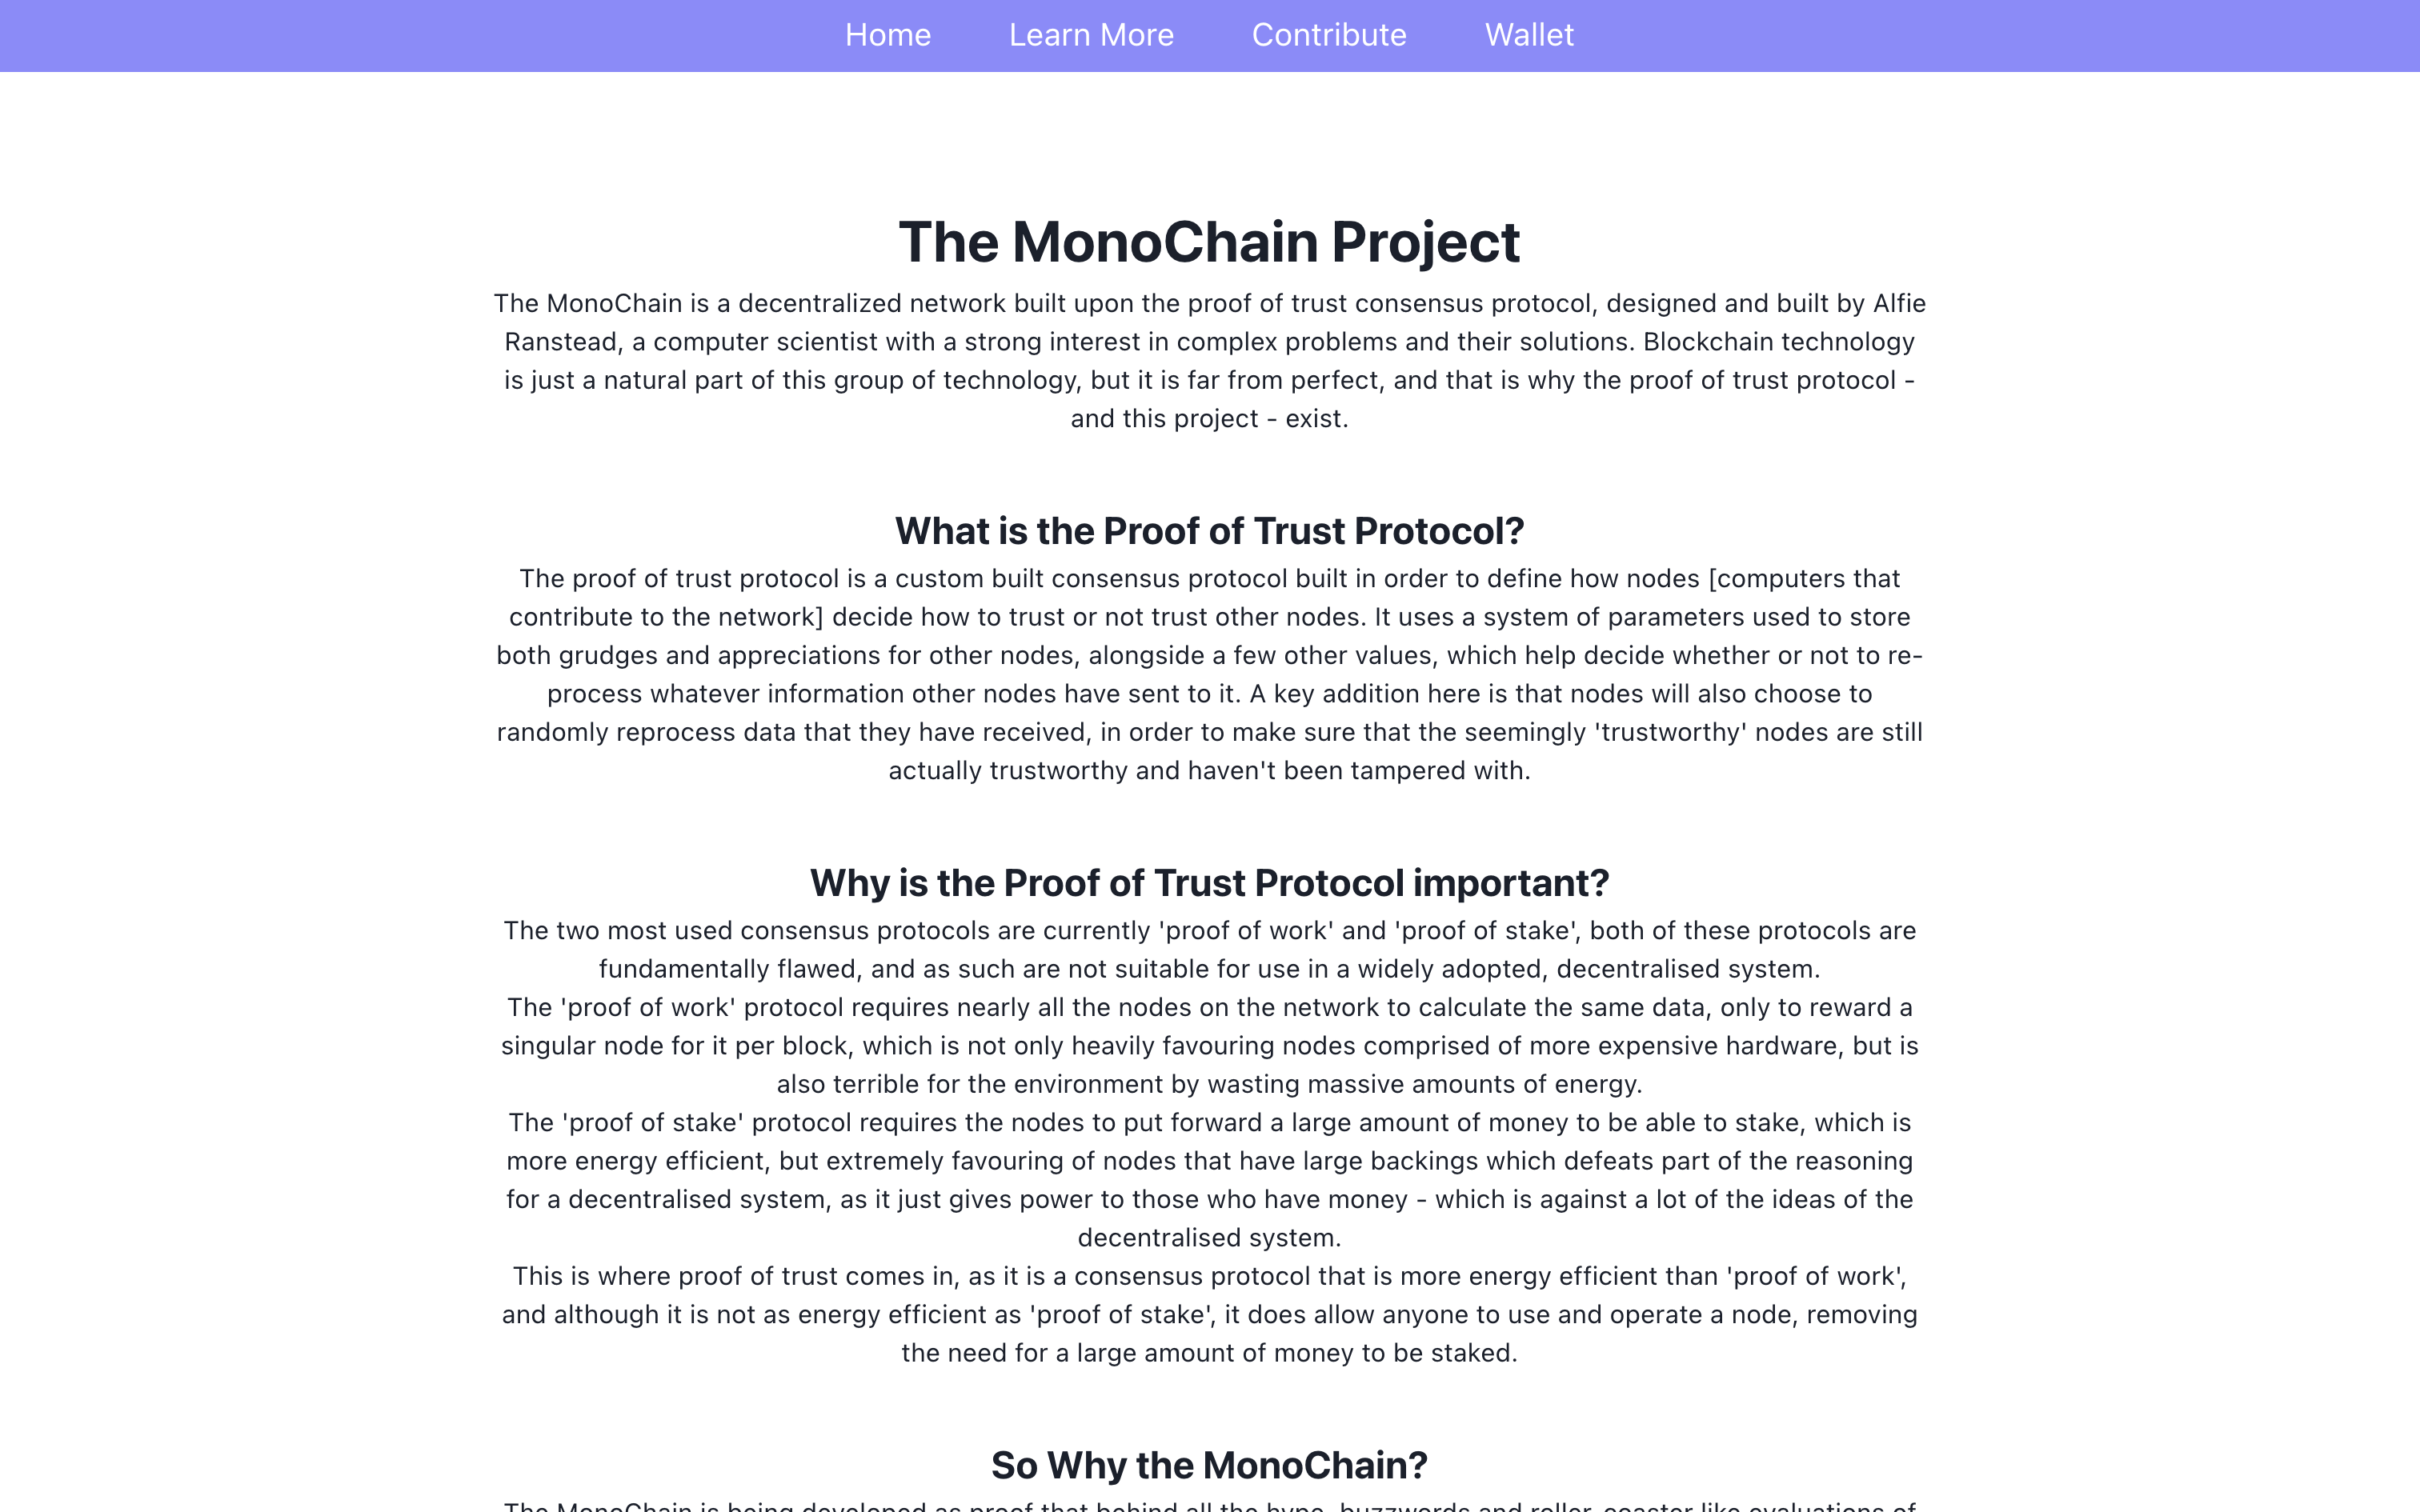 Home Learn More Contribute Wallet
The MonoChain Project
The MonoChain is a decentralized network built upon the proof of trust consensus protocol, designed and built by Alfie
Ranstead, a computer scientist with a strong interest in complex problems and their solutions. Blockchain technology
is just a natural part of this group of technology, but it is far from perfect, and that is why the proof of trust protocol -
and this project - exist.
What is the Proof of Trust Protocol?
The proof of trust protocol is a custom built consensus protocol built in order to define how nodes [computers that
contribute to the network] decide how to trust or not trust other nodes. It uses a system of parameters used to store
both grudges and appreciations for other nodes, alongside a few other values, which help decide whether or not to re-
process whatever information other nodes have sent to it. A key addition here is that nodes will also choose to
randomly reprocess data that they have received, in order to make sure that the seemingly 'trustworthy' nodes are still
actually trustworthy and haven't been tampered with.
Why is the Proof of Trust Protocol important?
The two most used consensus protocols are currently 'proof of work' and 'proof of stake', both of these protocols are
fundamentally flawed, and as such are not suitable for use in a widely adopted, decentralised system.
The 'proof of work' protocol requires nearly all the nodes on the network to calculate the same data, only to reward a
singular node for it per block, which is not only heavily favouring nodes comprised of more expensive hardware, but is
also terrible for the environment by wasting massive amounts of energy.
The 'proof of stake' protocol requires the nodes to put forward a large amount of money to be able to stake, which is
more energy efficient, but extremely favouring of nodes that have large backings which defeats part of the reasoning
for a decentralised system, as it just gives power to those who have money - which is against a lot of the ideas of the
decentralised system.
This is where proof of trust comes in, as it is a consensus protocol that is more energy efficient than 'proof of work',
and although it is not as energy efficient as 'proof of stake', it does allow anyone to use and operate a node, removing
the need for a large amount of money to be staked.
So Why the MonoChain?
The MonoChain is being developed as proof that behind all the hype, buzzwords and roller-coaster like evaluations of